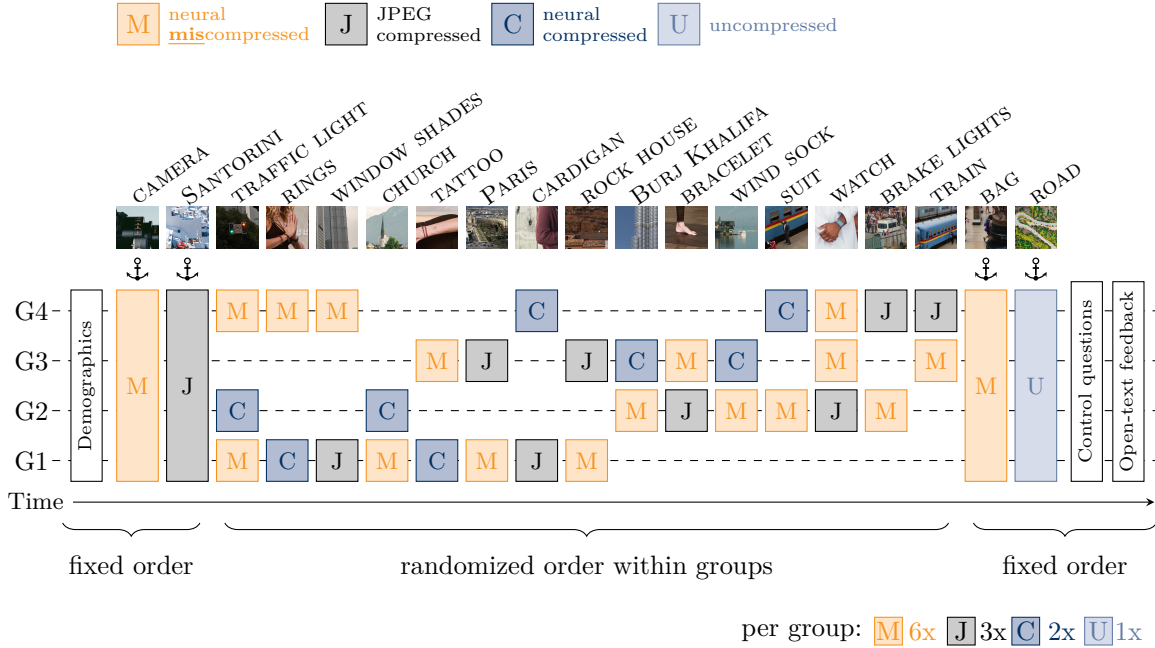 M neural miscompressed J JPEG compressed C neural compressed U uncompressed
CAMERA SANTORINI TRAFFIC LIGHT RINGS WINDOW SHADES CHURCH TATTOO PARIS CARDIGAN ROCK HOUSE BURJ KHALIFA BRACELET WIND SOCK SUIT WATCH BRAKE LIGHTS TRAIN BAG ROAD
G4 M M M C C M J J
G3 M J J C M C M M
Demographics M J M U Control questions Open-text feedback
G2 C C M J M M J M
G1 M C J M C M J M
Time
fixed order randomized order within groups fixed order
per group: M 6x J 3x C 2x U 1x